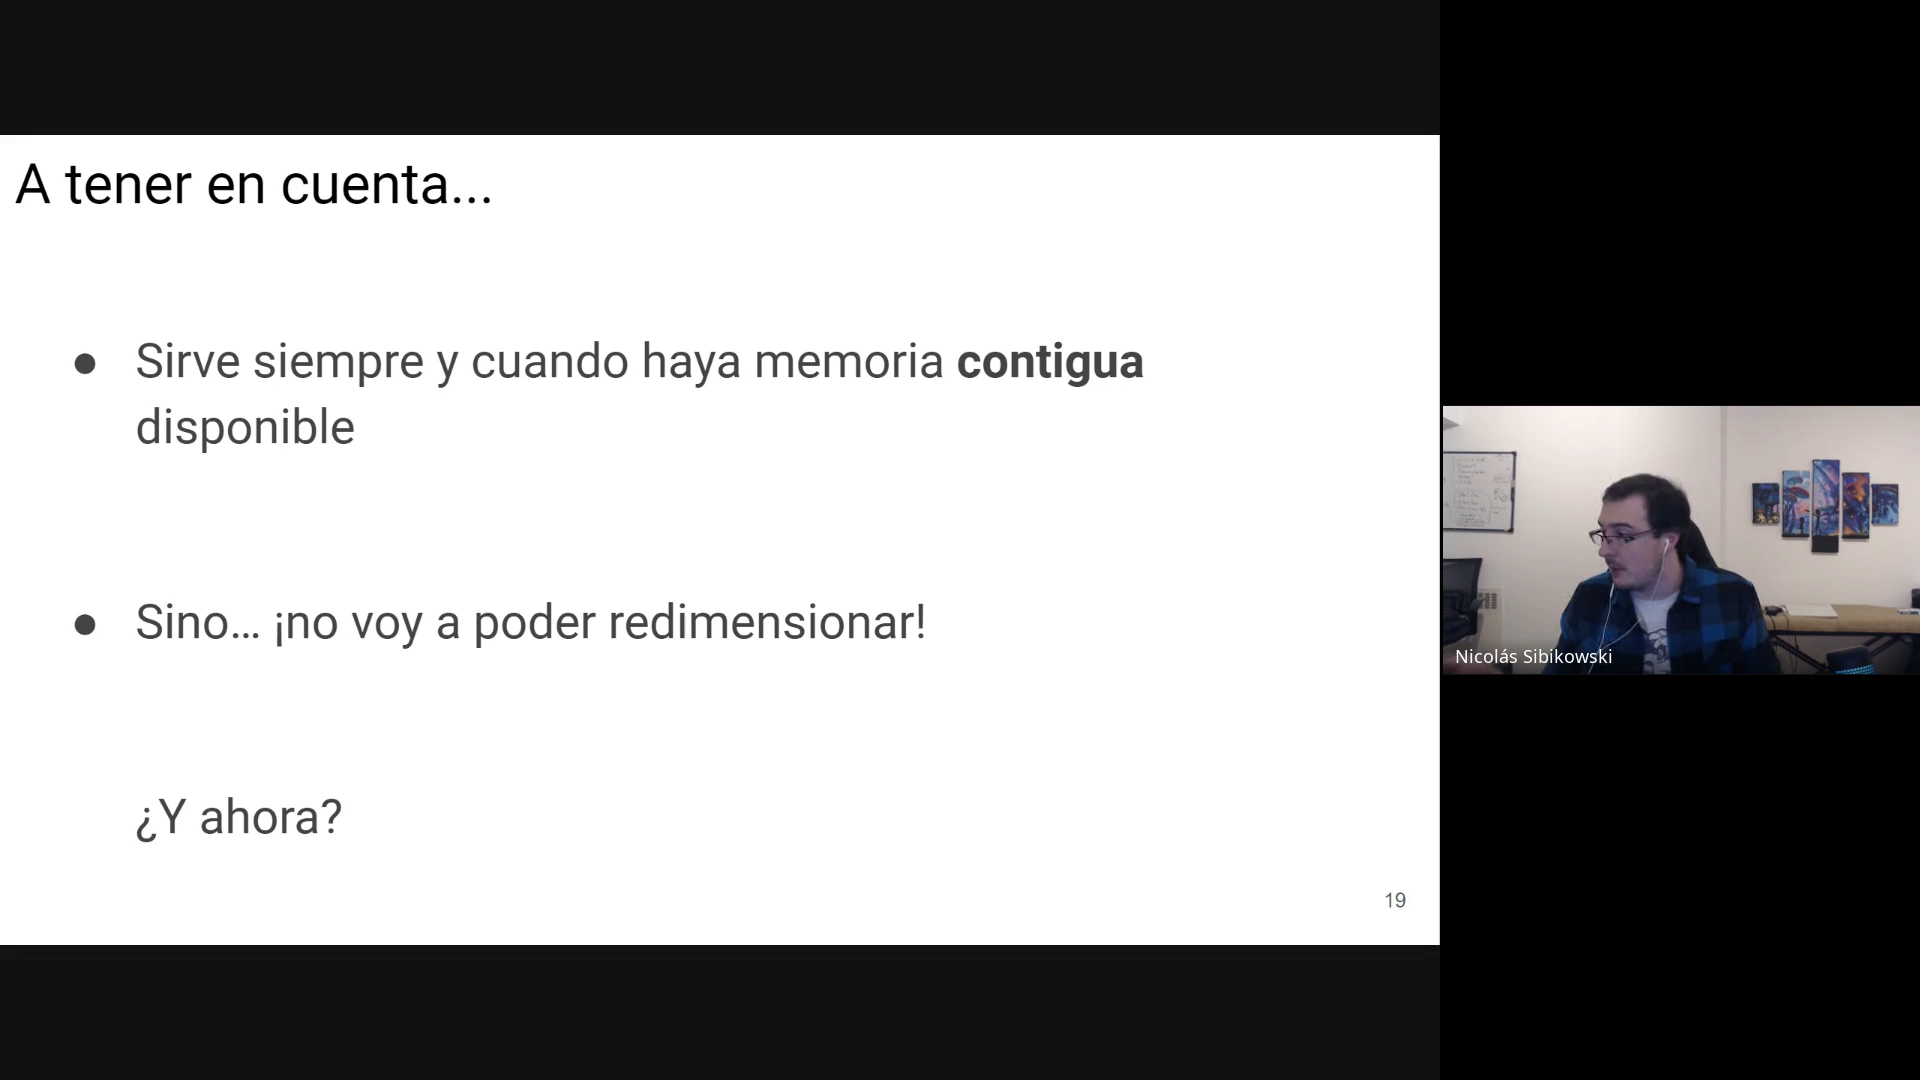 A tener en cuenta...
● Sirve siempre y cuando haya memoria contigua
disponible
● Sino... ¡no voy a poder redimensionar!
¿Y ahora?
19
Nicolás Sibikowski